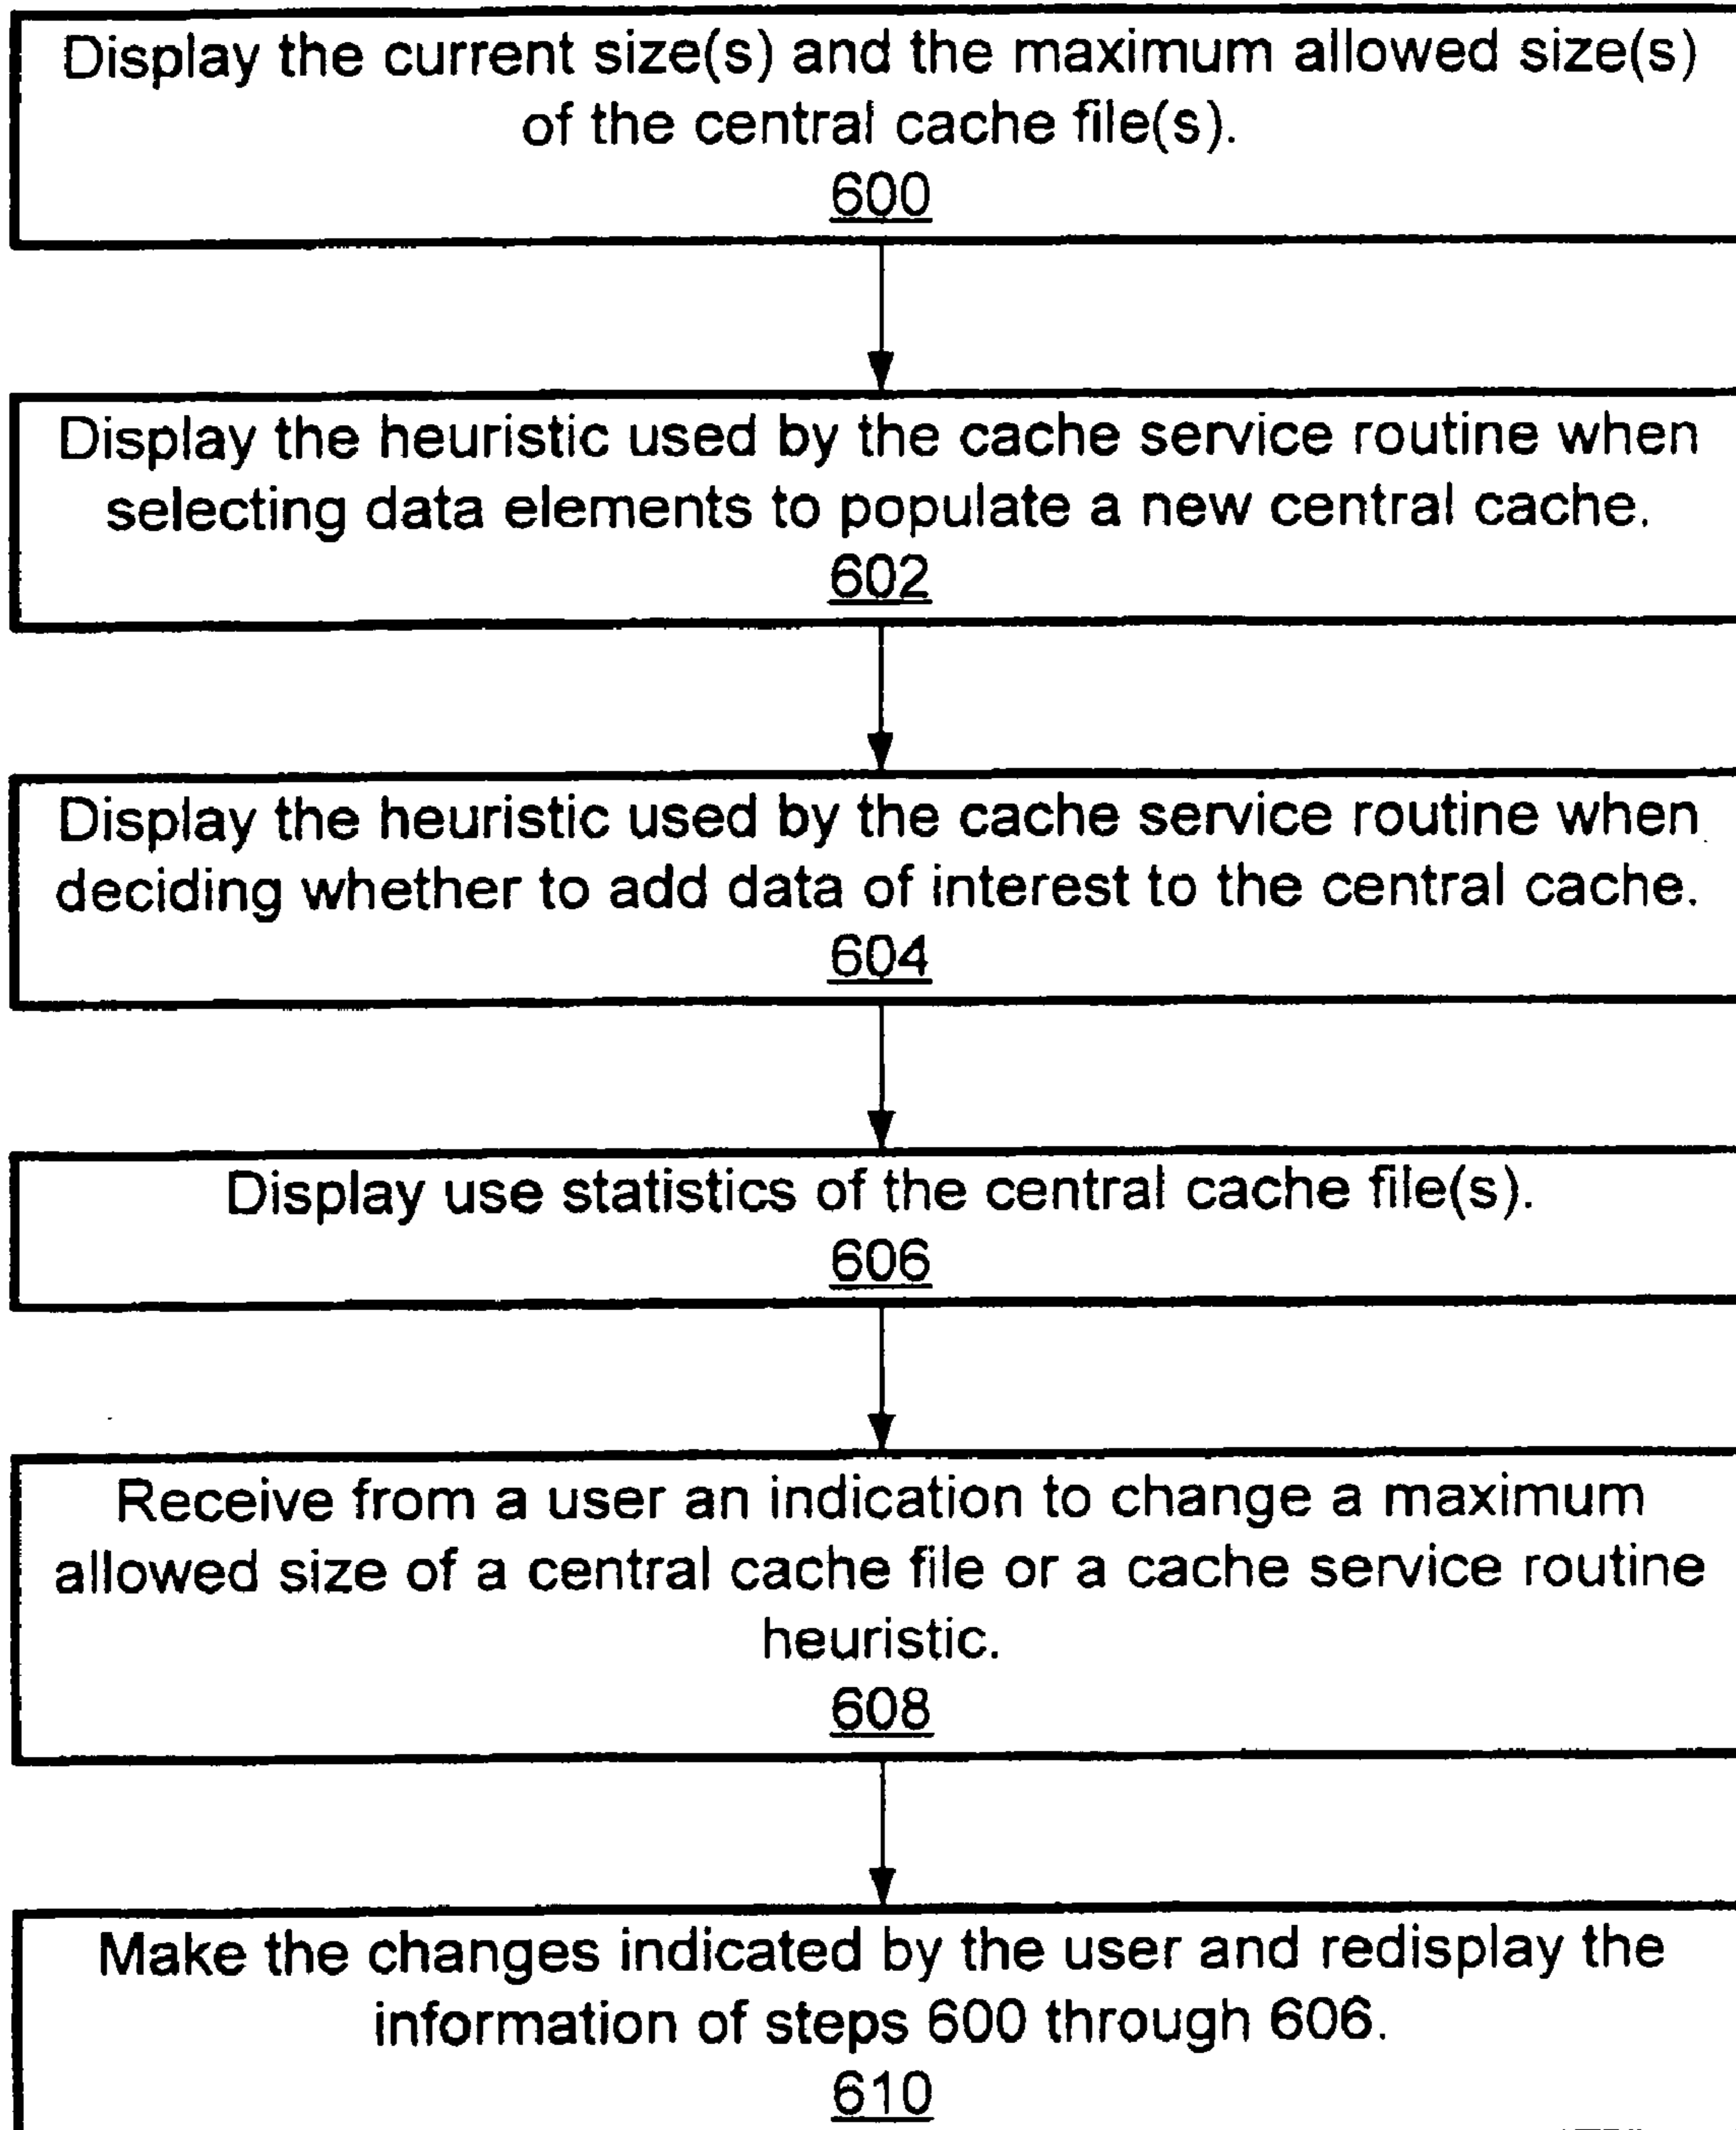 Display the current size(s) and the maximum allowed size(s)
of the central cache file(s).
600
Display the heuristic used by the cache service routine when
selecting data elements to populate a new central cache.
602
Display the heuristic used by the cache service routine when
deciding whether to add data of interest to the central cache.
604
Display use statistics of the central cache file(s).
606
Receive from a user an indication to change a maximum
allowed size of a central cache file or a cache service routine
heuristic.
608
Make the changes indicated by the user and redisplay the
information of steps 600 through 606.
610